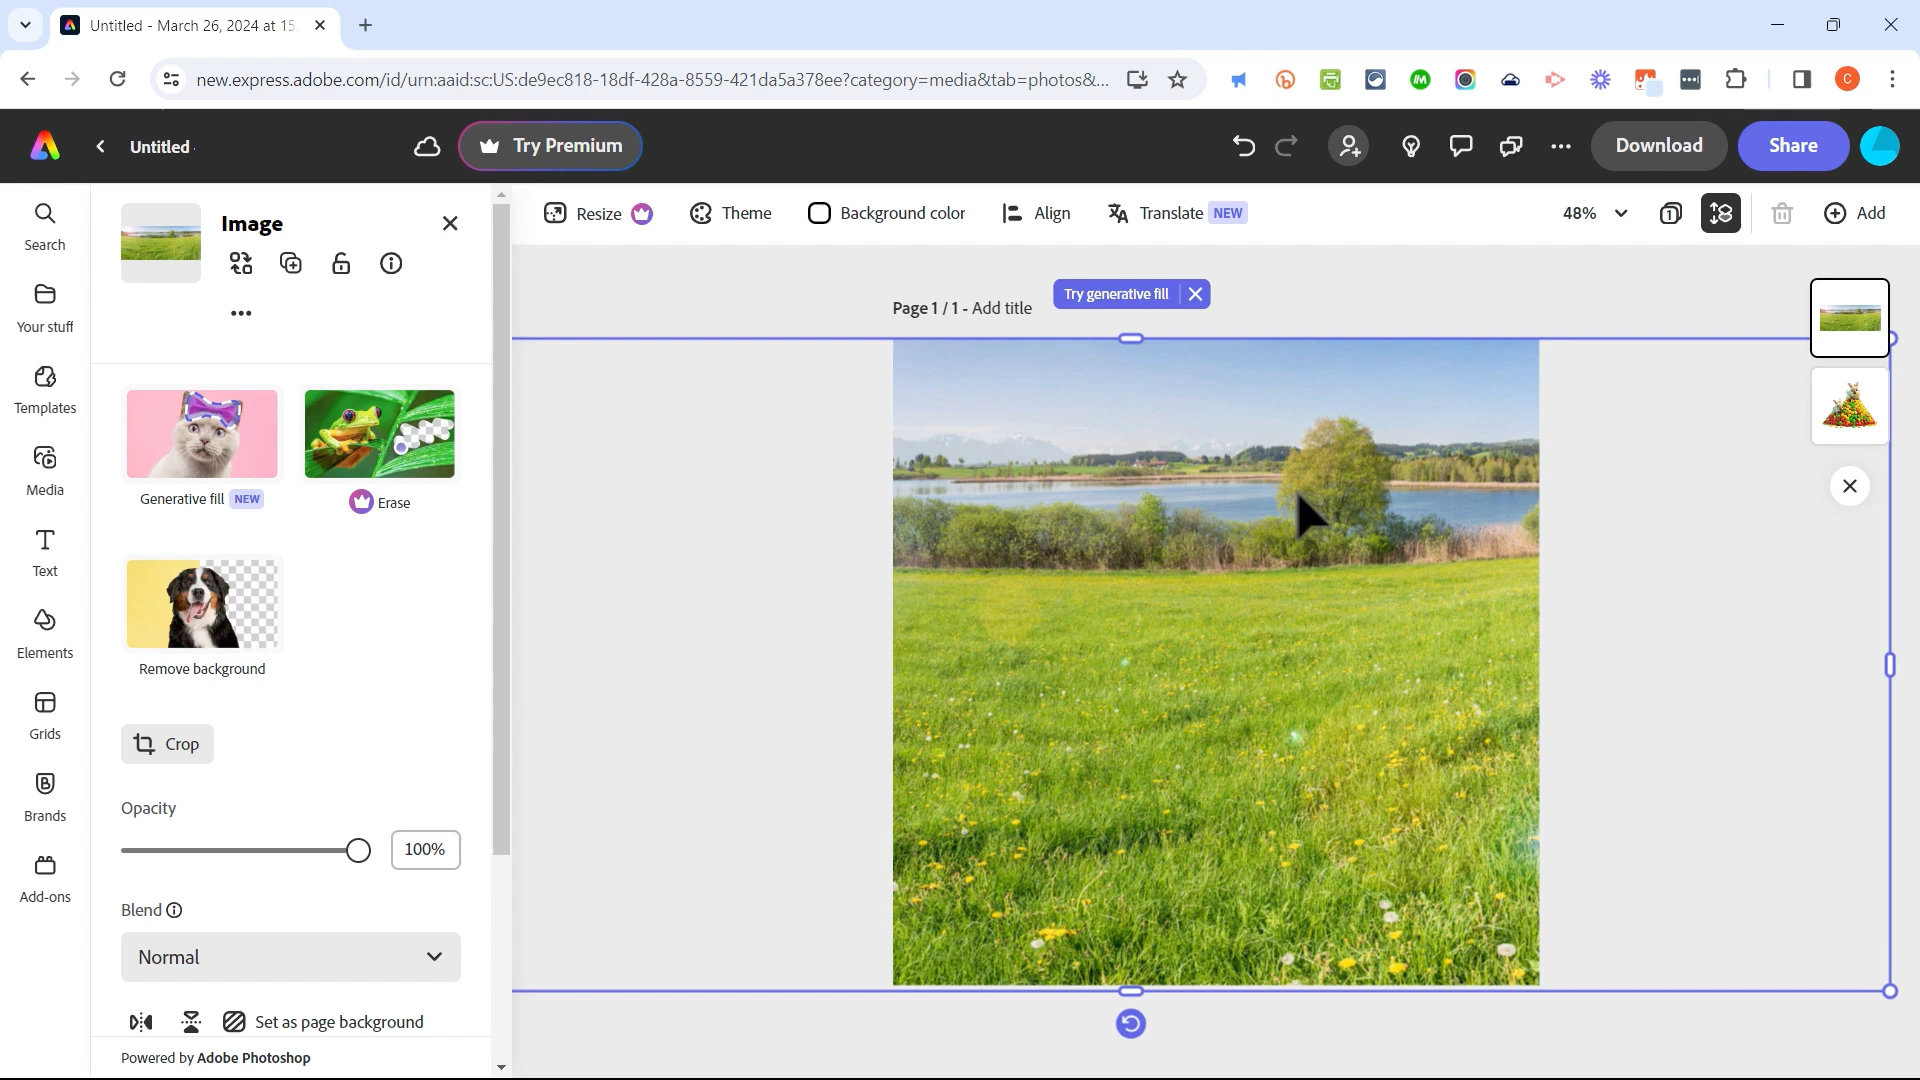 Untitled - March 26, 2024 at 15
new.express.adobe.com/id/urn:aaid:sc:US:de9ec818-18df-428a-8559-421da5a378ee?category=media&tab=photos&...
C
Untitled
Try Premium
Download
Share
Search
Your stuff
Templates
Media
Text
Elements
Grids
Brands
Add-ons
Image
Generative fill NEW
Erase
Remove background
Crop
Opacity
100%
Blend
Normal
Set as page background
Powered by Adobe Photoshop
Resize
Theme
Background color
Align
Translate NEW
48%
1
Add
Page 1 / 1 - Add title
Try generative fill